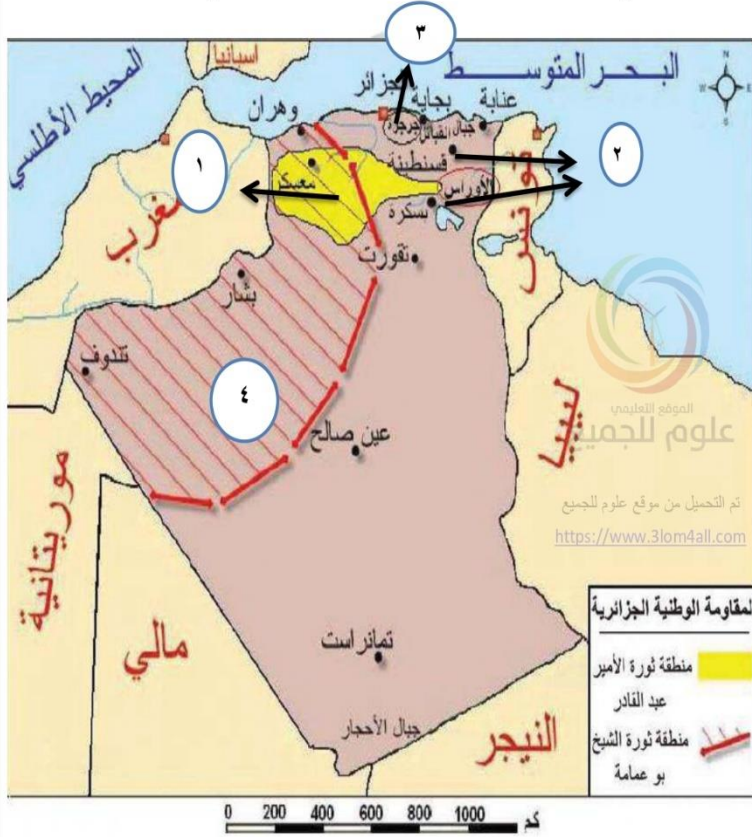 ٣
اسبانيا
البحر المتوسط
المحيط الأطلسي
الجزائر
بجاية
عنابة
وهران
جرجرة
جبال القبائل
١
٢
قسنطينة
معسكر
الأوراس
بسكرة
تونس
مغرب
تقورت
بشار
تندوف
٤
عين صالح
ليبيا
الموقع التعليمي
علوم للجميع
تم التحميل من موقع علوم للجميع
https://www.3lom4all.com
موريتانية
مالي
تمانراست
جبال الأحجار
النيجر
لمقاومة الوطنية الجزائرية
منطقة ثورة الأمير
عبد القادر
منطقة ثورة الشيخ
بو عمامة
0 200 400 600 800 1000 كم
N
W
E
S